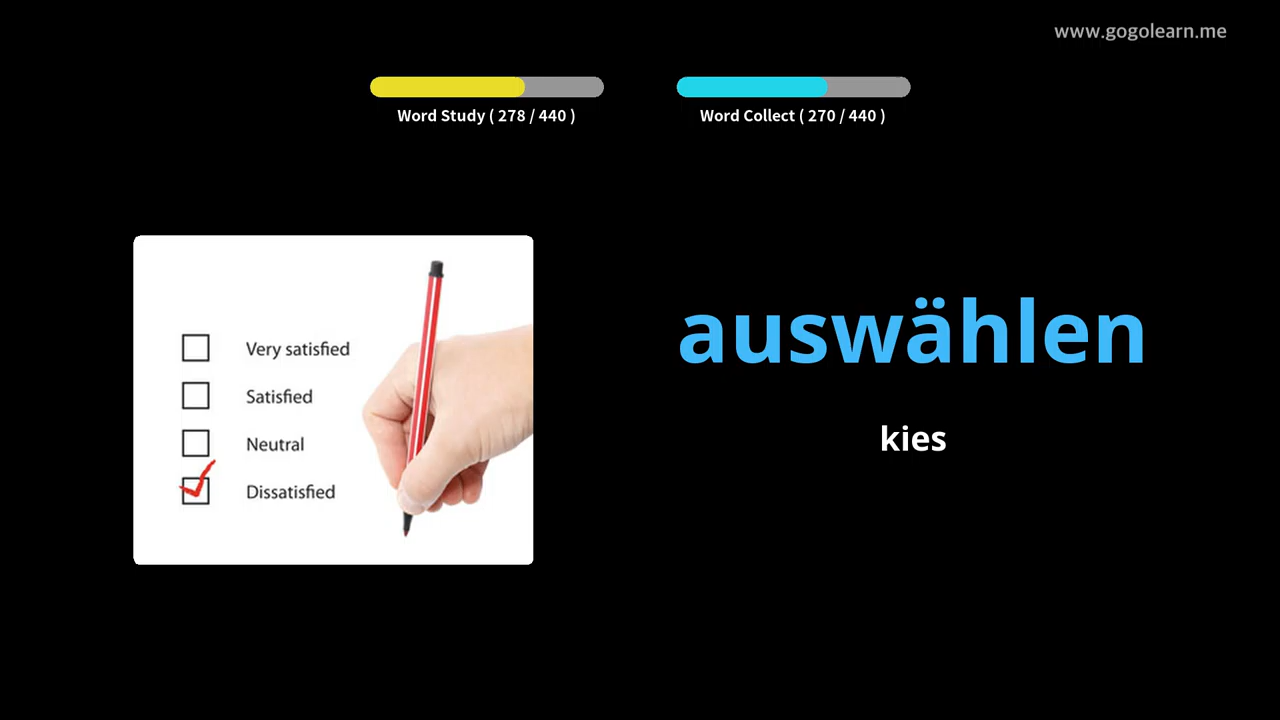 www.gogolearn.me
Word Study ( 278 / 440 )
Word Collect ( 270 / 440 )
Very satisfied
Satisfied
Neutral
Dissatisfied
auswählen
kies